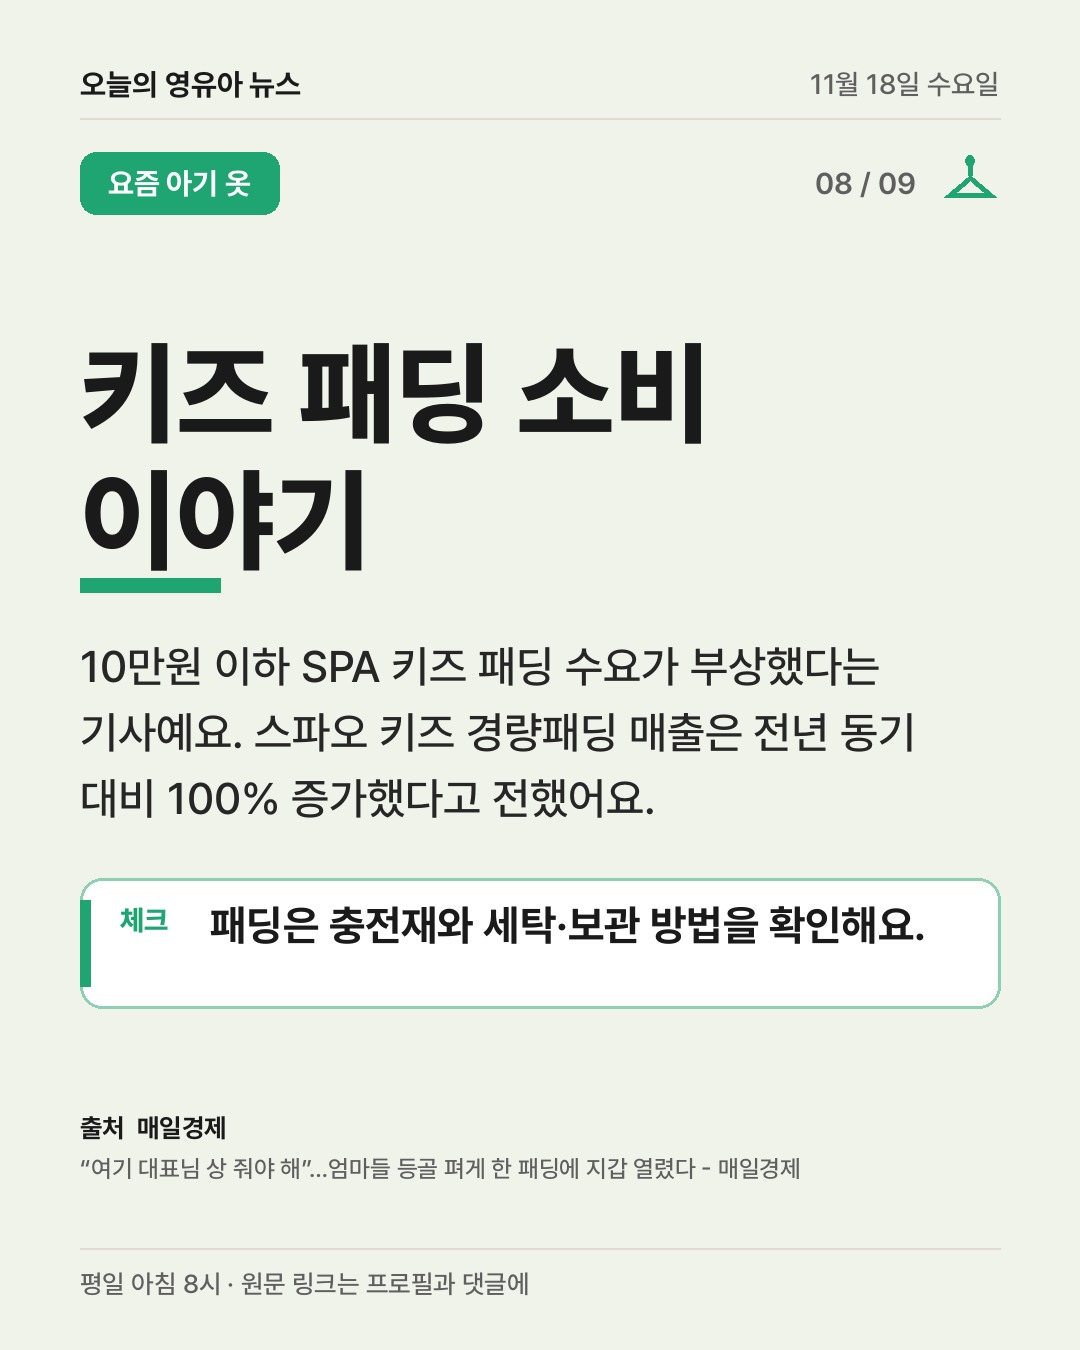 오늘의 영유아 뉴스
11월 18일 수요일
요즘 아기 옷
08 / 09
키즈 패딩 소비
이야기
10만원 이하 SPA 키즈 패딩 수요가 부상했다는
기사예요. 스파오 키즈 경량패딩 매출은 전년 동기
대비 100% 증가했다고 전했어요.
체크 패딩은 충전재와 세탁·보관 방법을 확인해요.
출처 매일경제
“여기 대표님 상 줘야 해”...엄마들 등골 펴게 한 패딩에 지갑 열렸다 - 매일경제
평일 아침 8시 · 원문 링크는 프로필과 댓글에